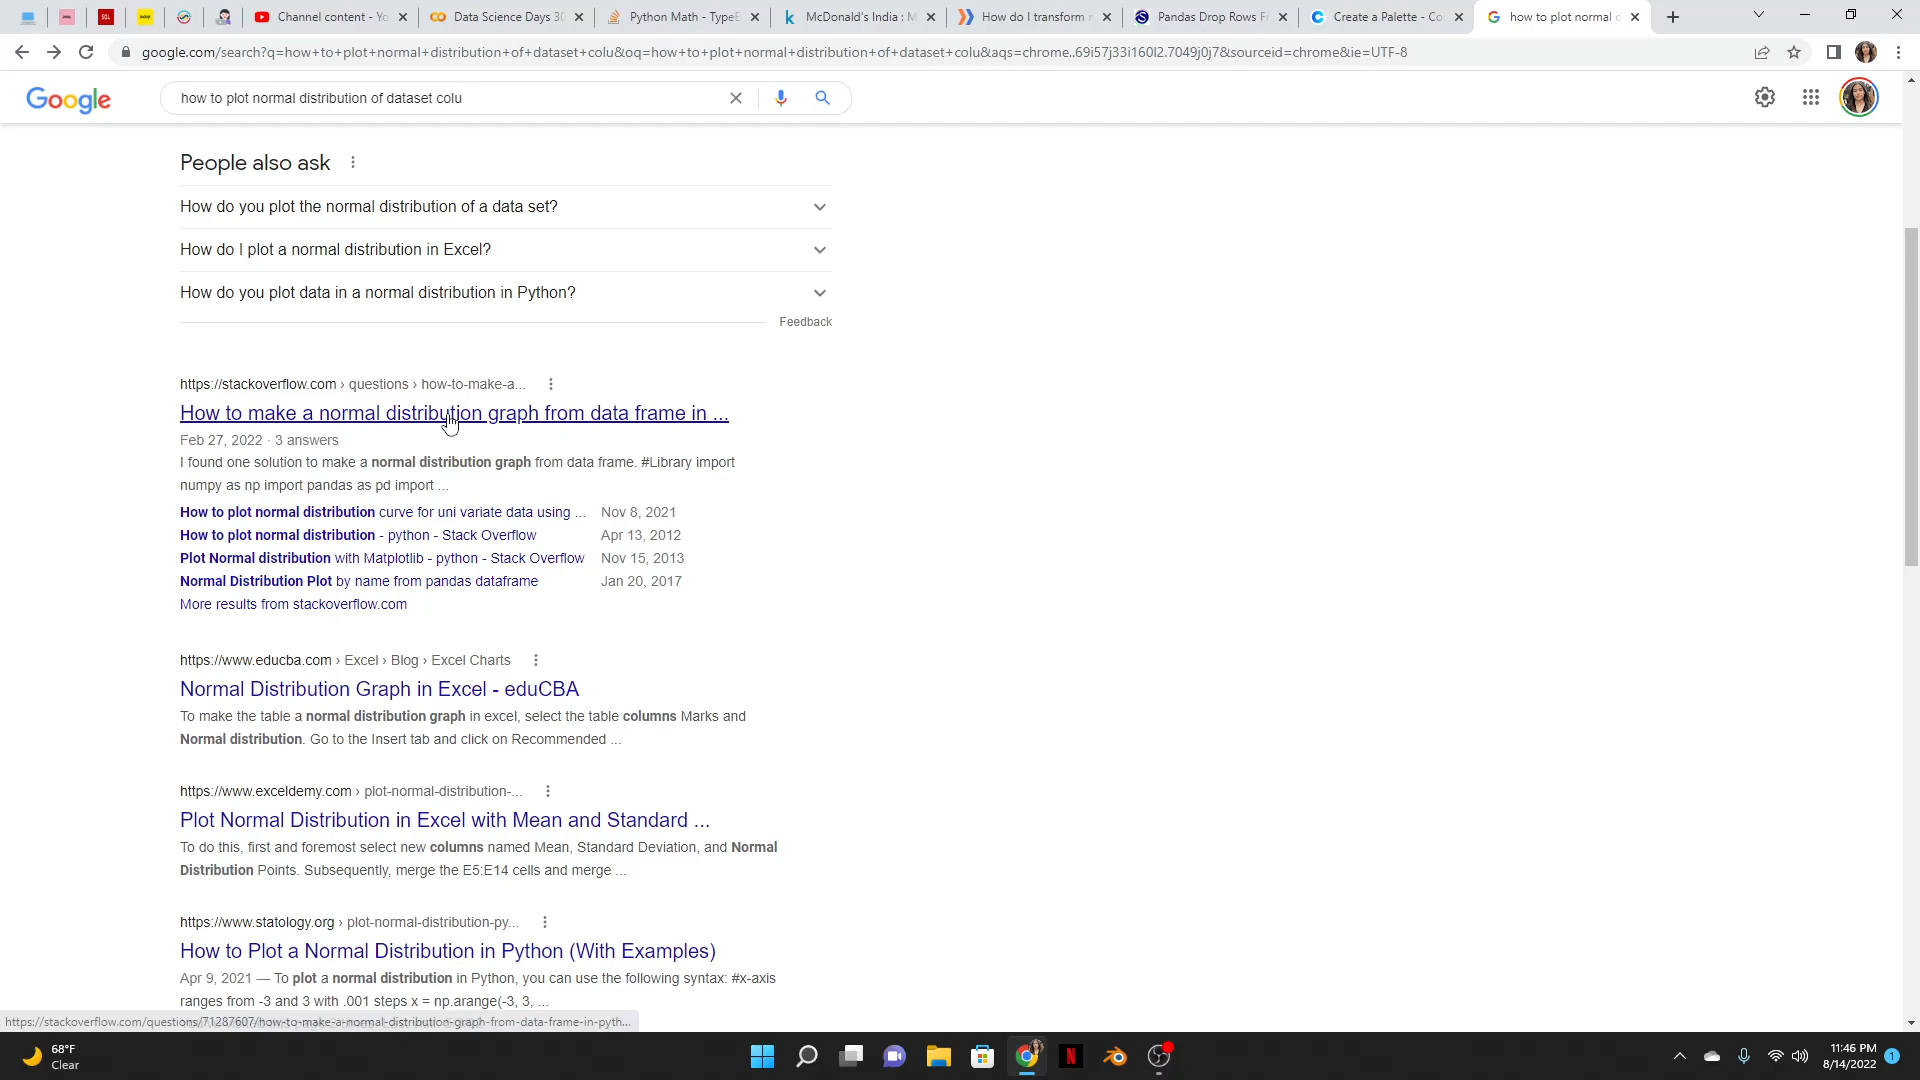 Channel content - Yo
Data Science Days 30
Python Math - TypeE
McDonald's India : M
How do I transform n
Pandas Drop Rows F
Create a Palette - Co
how to plot normal d
google.com/search?q=how+to+plot+normal+distribution+of+dataset+colu&oq=how+to+plot+normal+distribution+of+dataset+colu&aqs=chrome..69i57j33i160l2.7049j0j7&sourceid=chrome&ie=UTF-8
Google
how to plot normal distribution of dataset colu
People also ask
How do you plot the normal distribution of a data set?
How do I plot a normal distribution in Excel?
How do you plot data in a normal distribution in Python?
Feedback
https://stackoverflow.com › questions › how-to-make-a...
How to make a normal distribution graph from data frame in ...
Feb 27, 2022 · 3 answers
I found one solution to make a normal distribution graph from data frame. #Library import
numpy as np import pandas as pd import ...
How to plot normal distribution curve for uni variate data using ... Nov 8, 2021
How to plot normal distribution - python - Stack Overflow Apr 13, 2012
Plot Normal distribution with Matplotlib - python - Stack Overflow Nov 15, 2013
Normal Distribution Plot by name from pandas dataframe Jan 20, 2017
More results from stackoverflow.com
https://www.educba.com › Excel › Blog › Excel Charts
Normal Distribution Graph in Excel - eduCBA
To make the table a normal distribution graph in excel, select the table columns Marks and
Normal distribution. Go to the Insert tab and click on Recommended ...
https://www.exceldemy.com › plot-normal-distribution-...
Plot Normal Distribution in Excel with Mean and Standard ...
To do this, first and foremost select new columns named Mean, Standard Deviation, and Normal
Distribution Points. Subsequently, merge the E5:E14 cells and merge ...
https://www.statology.org › plot-normal-distribution-py...
How to Plot a Normal Distribution in Python (With Examples)
Apr 9, 2021 — To plot a normal distribution in Python, you can use the following syntax: #x-axis
ranges from -3 and 3 with .001 steps x = np.arange(-3, 3, ...
https://stackoverflow.com/questions/71287607/how-to-make-a-normal-distribution-graph-from-data-frame-in-pyth...
68°F
Clear
11:46 PM
8/14/2022
1